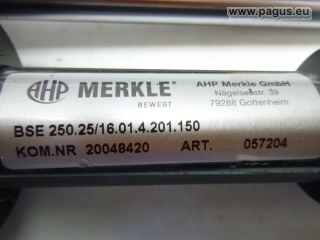 www.pagus.eu
AHP MERKLE®
BEWEGT
AHP Merkle GmbH
Nägelseestr. 39
79288 Gottenheim
BSE 250.25/16.01.4.201.150
KOM.NR 20048420 ART. 057204